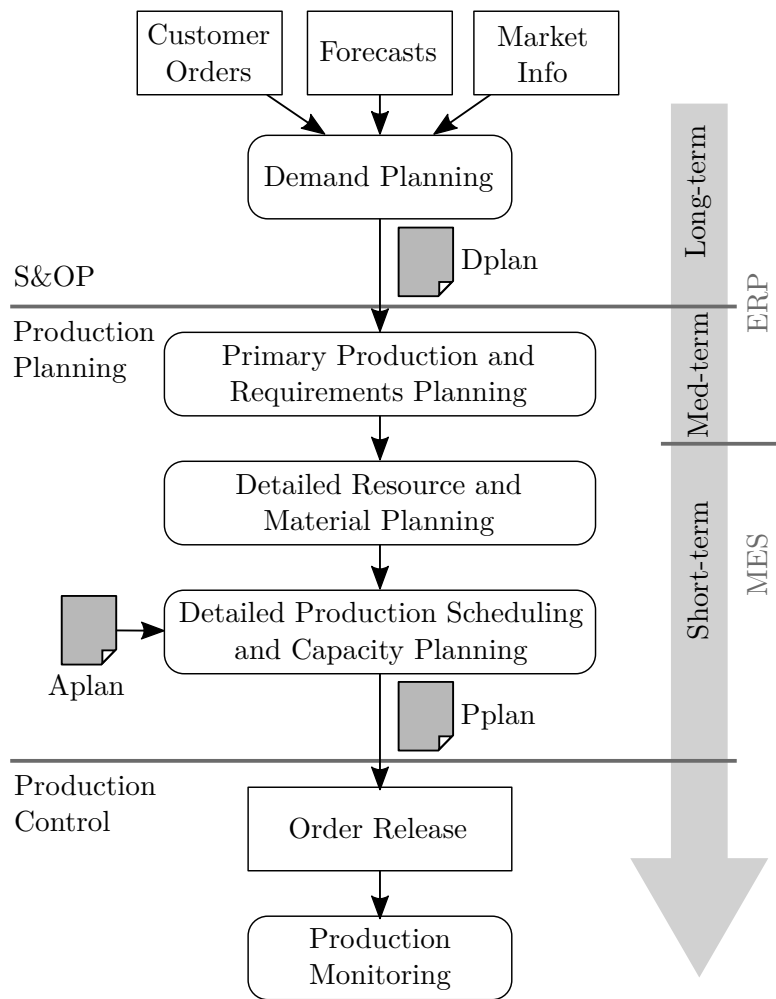 Customer
Orders
Forecasts
Market
Info
Demand Planning
Long-term
Dplan
S&OP
ERP
Production
Planning
Primary Production and
Requirements Planning
Med-term
Detailed Resource and
Material Planning
Short-term
MES
Detailed Production Scheduling
and Capacity Planning
Aplan
Pplan
Production
Control
Order Release
Production
Monitoring